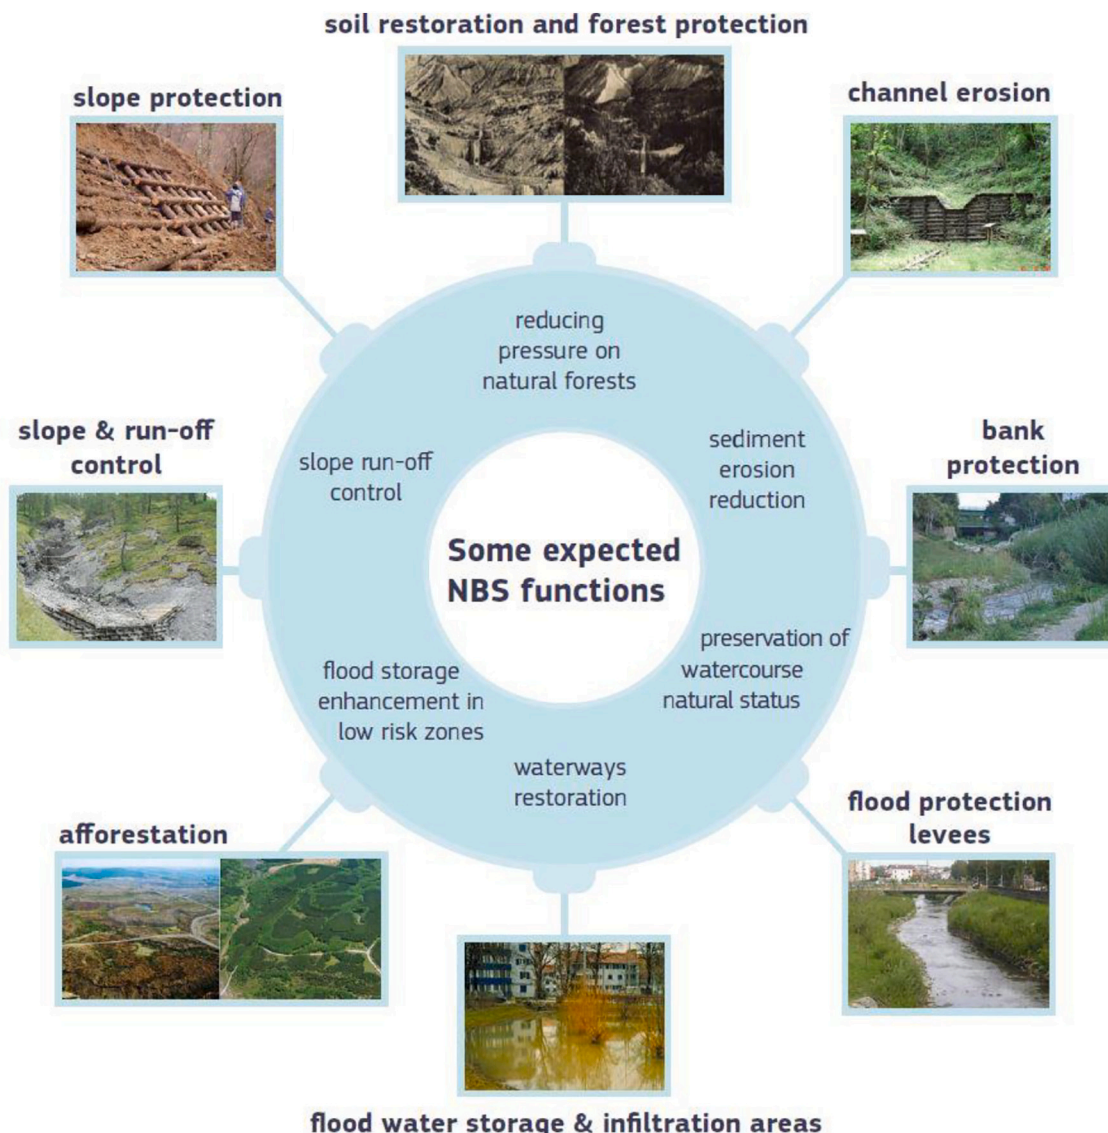 soil restoration and forest protection
slope protection
channel erosion
reducing
pressure on
natural forests
slope & run-off
control
slope run-off
control
sediment
erosion
reduction
bank
protection
Some expected
NBS functions
flood storage
enhancement in
low risk zones
preservation of
watercourse
natural status
waterways
restoration
afforestation
flood protection
levees
flood water storage & infiltration areas